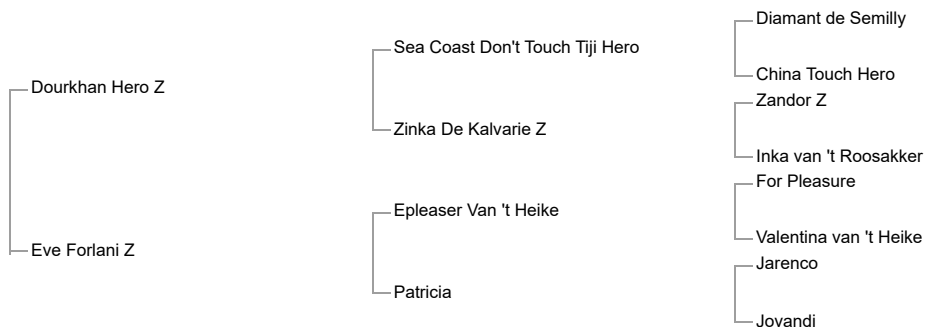 Diamant de Semilly
Sea Coast Don't Touch Tiji Hero
China Touch Hero
Dourkhan Hero Z
Zandor Z
Zinka De Kalvarie Z
Inka van 't Roosakker
For Pleasure
Epleaser Van 't Heike
Valentina van 't Heike
Eve Forlani Z
Jarenco
Patricia
Jovandi